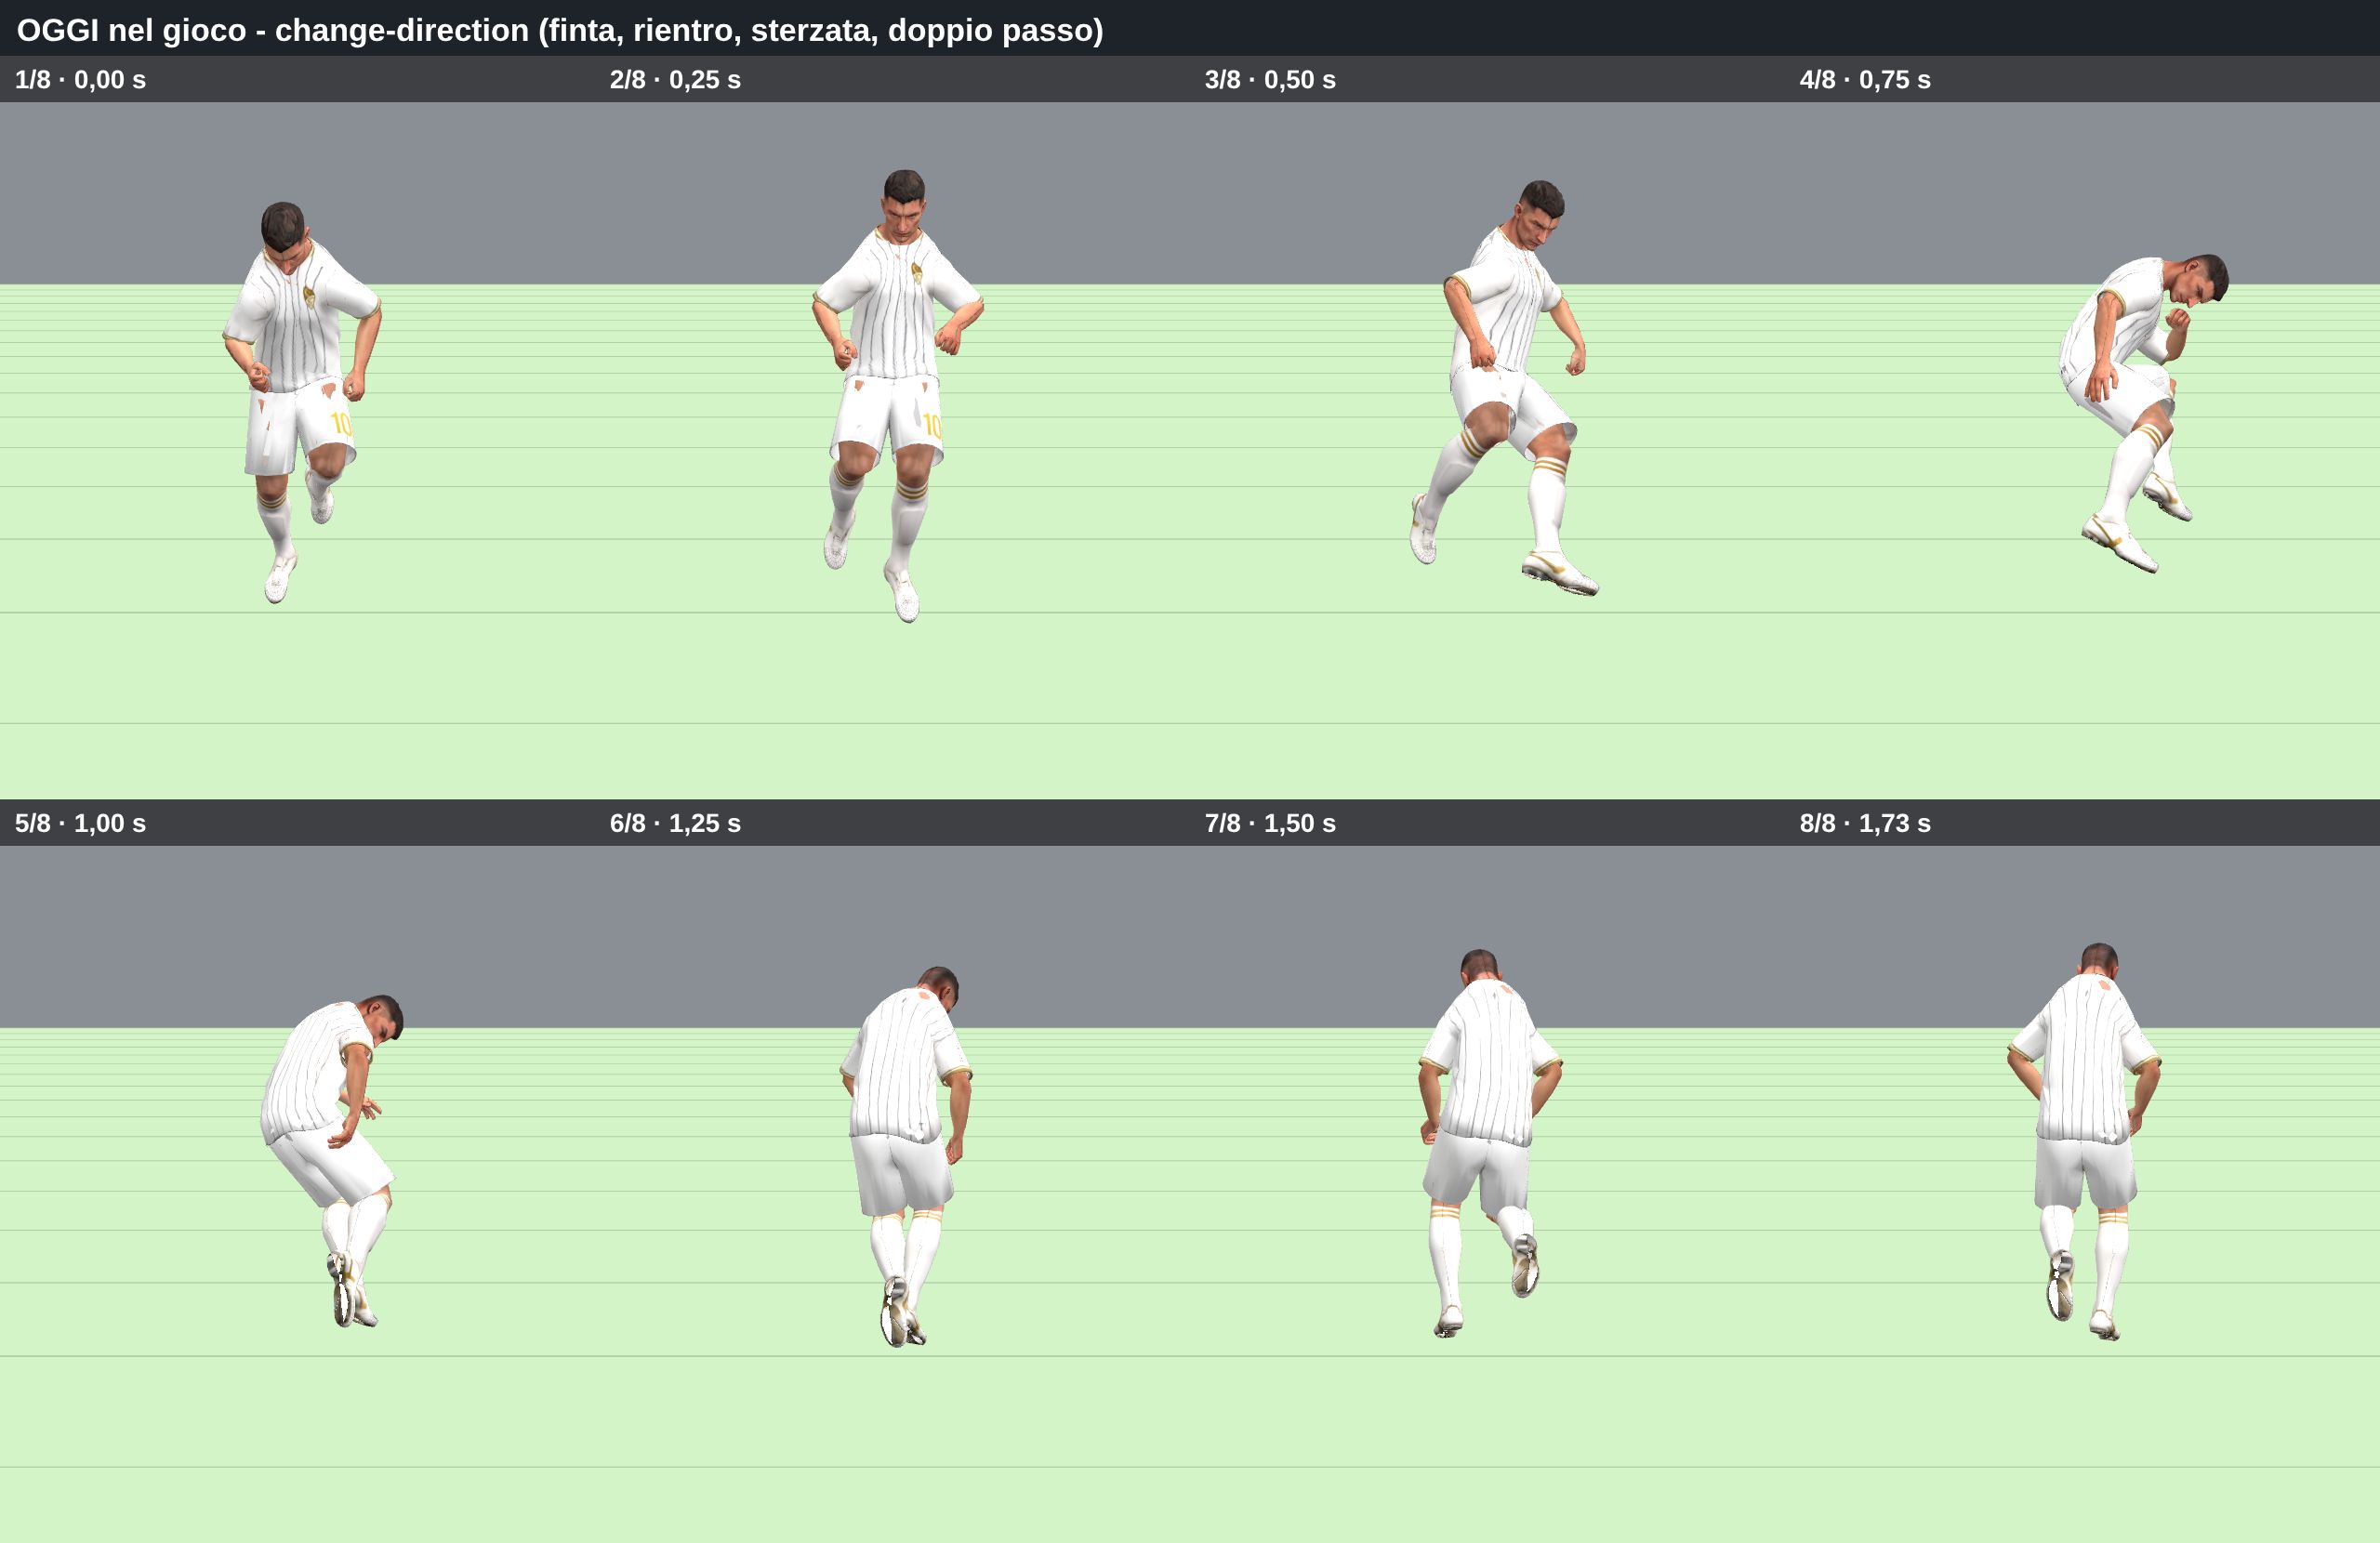 OGGI nel gioco - change-direction (finta, rientro, sterzata, doppio passo)
1/8 · 0,00 s
2/8 · 0,25 s
3/8 · 0,50 s
4/8 · 0,75 s
10
10
5/8 · 1,00 s
6/8 · 1,25 s
7/8 · 1,50 s
8/8 · 1,73 s